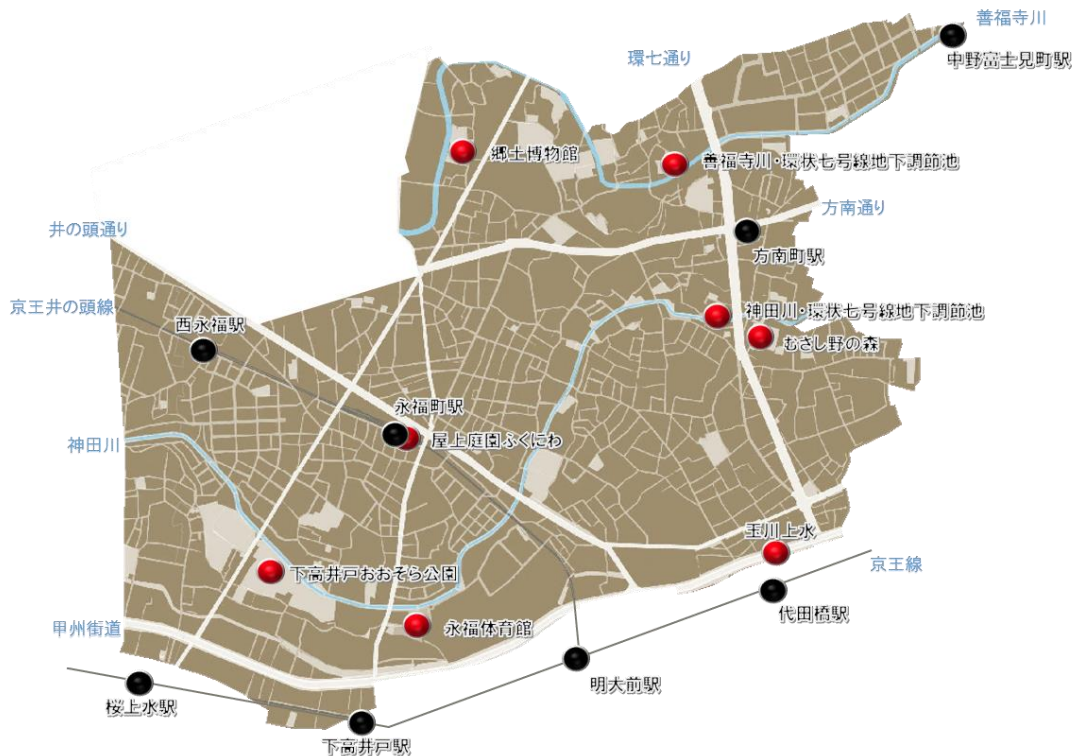 善福寺川
中野富士見町駅
環七通り
郷土博物館
善福寺川・環状七号線地下調節池
方南通り
井の頭通り
方南町駅
京王井の頭線
神田川・環状七号線地下調節池
西永福駅
むさし野の森
永福町駅
屋上庭園ふくにわ
神田川
玉川上水
京王線
下高井戸おおぞら公園
代田橋駅
甲州街道
永福体育館
明大前駅
桜上水駅
下高井戸駅